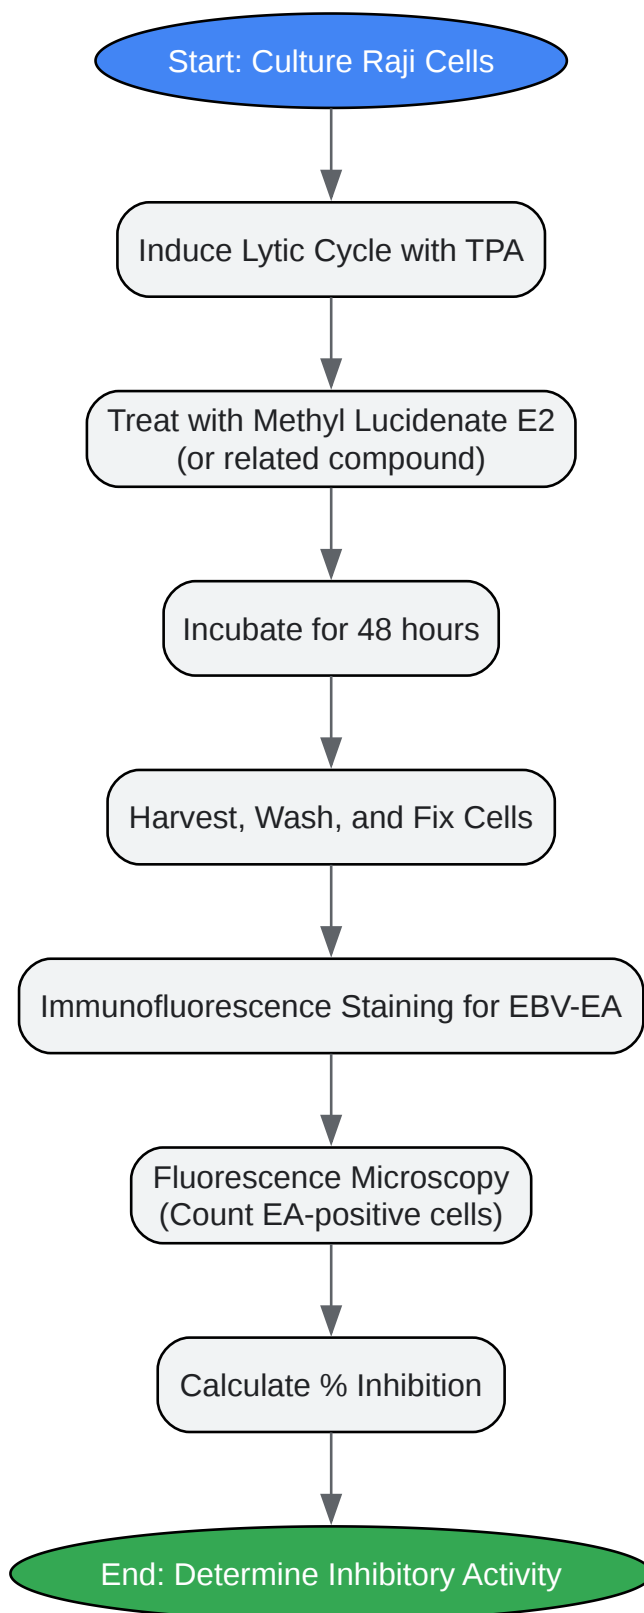 Start: Culture Raji Cells
Induce Lytic Cycle with TPA
Treat with Methyl Lucidenate E2
(or related compound)
Incubate for 48 hours
Harvest, Wash, and Fix Cells
Immunofluorescence Staining for EBV-EA
Fluorescence Microscopy
(Count EA-positive cells)
Calculate % Inhibition
End: Determine Inhibitory Activity